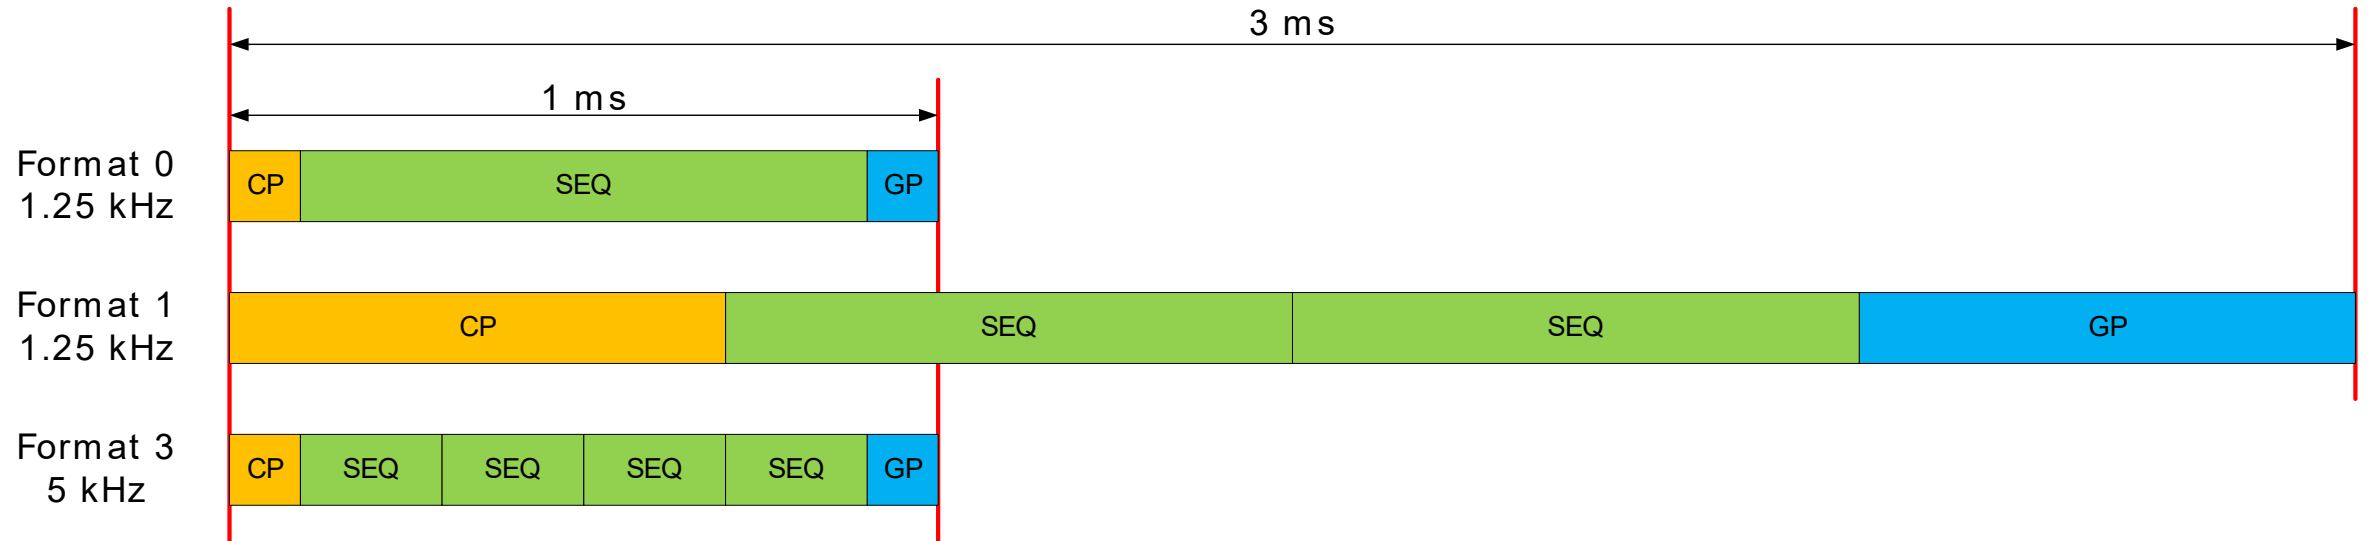 3 ms
1 ms
Format 0
1.25 kHz
CP SEQ GP
Format 1
1.25 kHz
CP SEQ SEQ GP
Format 3
5 kHz
CP SEQ SEQ SEQ SEQ GP